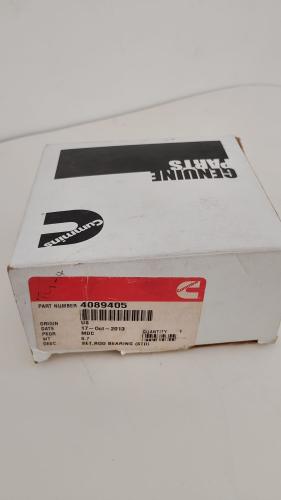 GENUINE
PARTS
Cummins
PART NUMBER 4089405
ORIGIN US
DATE 17-Oct-2013 QUANTITY 1
PKGR MDC
WT 0.7
DESC SET,ROD BEARING (STD)